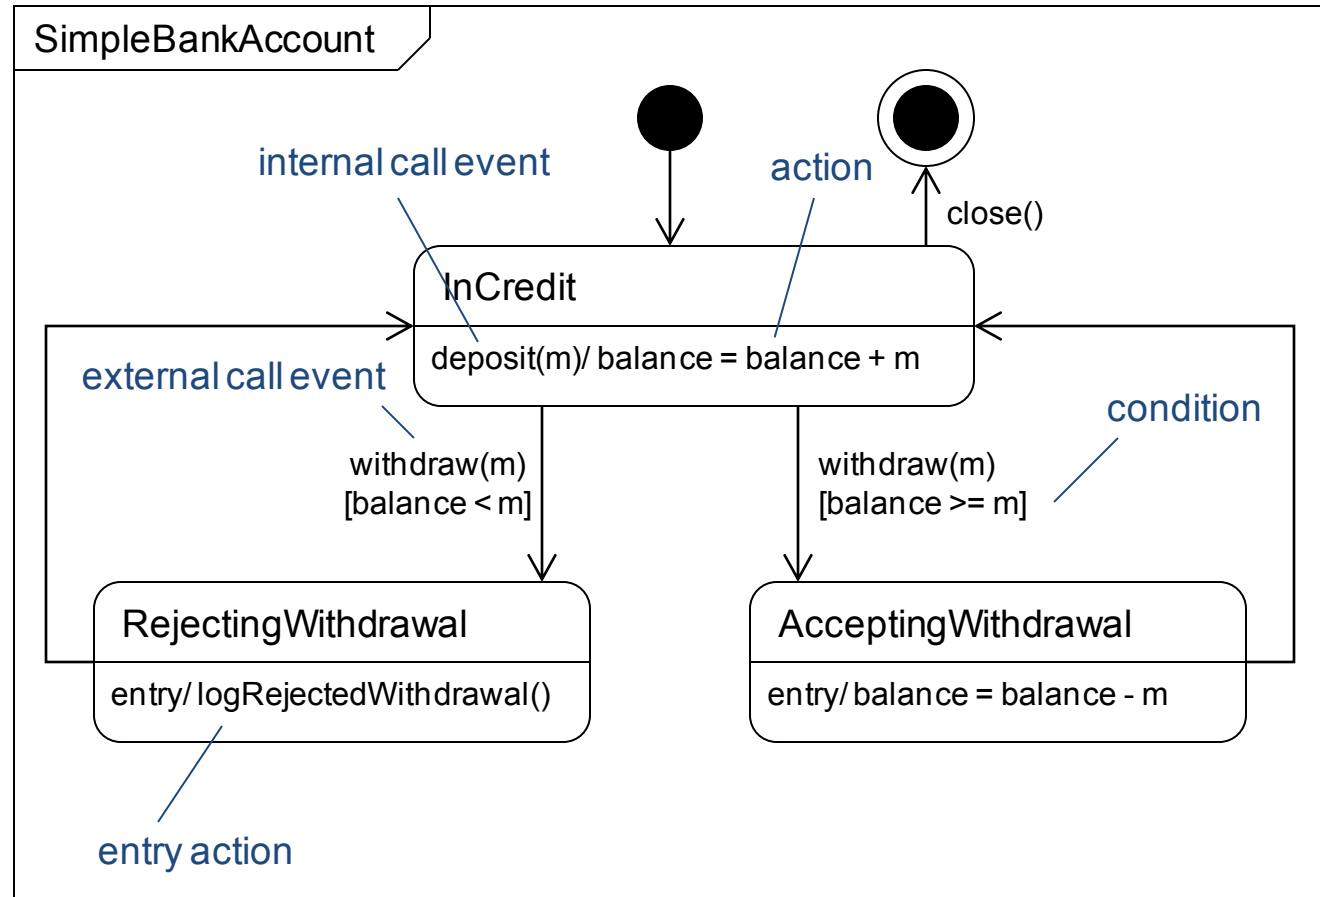 SimpleBankAccount
internal call event
action
close()
InCredit
deposit(m)/ balance = balance + m
external call event
condition
withdraw(m)
[balance < m]
withdraw(m)
[balance >= m]
RejectingWithdrawal
entry/ logRejectedWithdrawal()
AcceptingWithdrawal
entry/ balance = balance - m
entry action